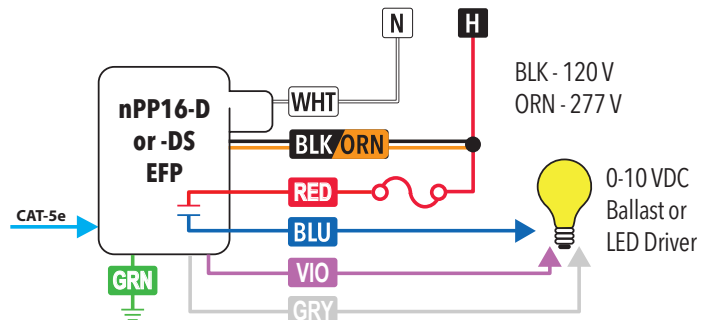 N
H
BLK - 120 V
ORN - 277 V
nPP16-D
or -DS
EFP
WHT
BLK/ORN
RED
0-10 VDC
Ballast or
LED Driver
CAT-5e
BLU
VIO
GRN
GRY